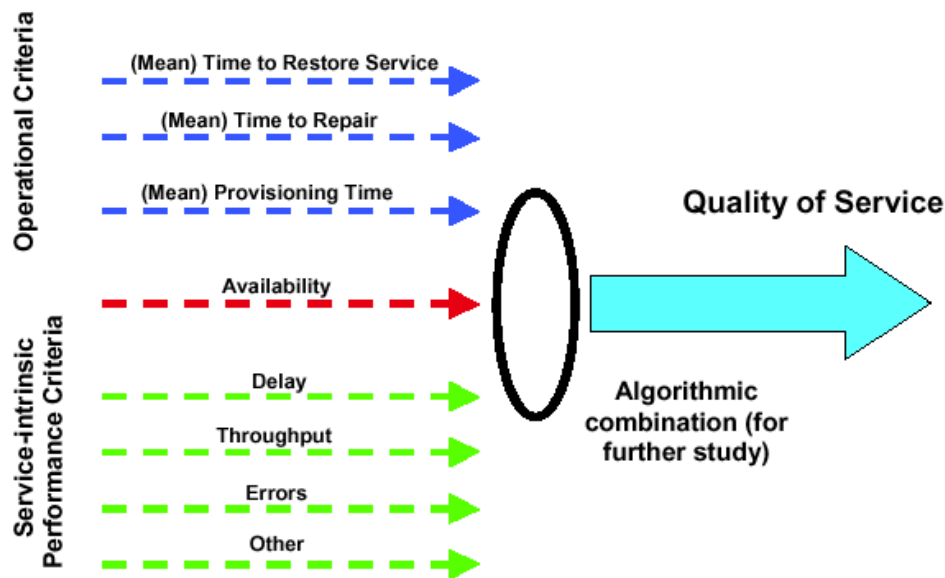 Operational Criteria
(Mean) Time to Restore Service
(Mean) Time to Repair
(Mean) Provisioning Time
Availability
Service-intrinsic
Performance Criteria
Delay
Throughput
Errors
Other
Quality of Service
Algorithmic
combination (for
further study)